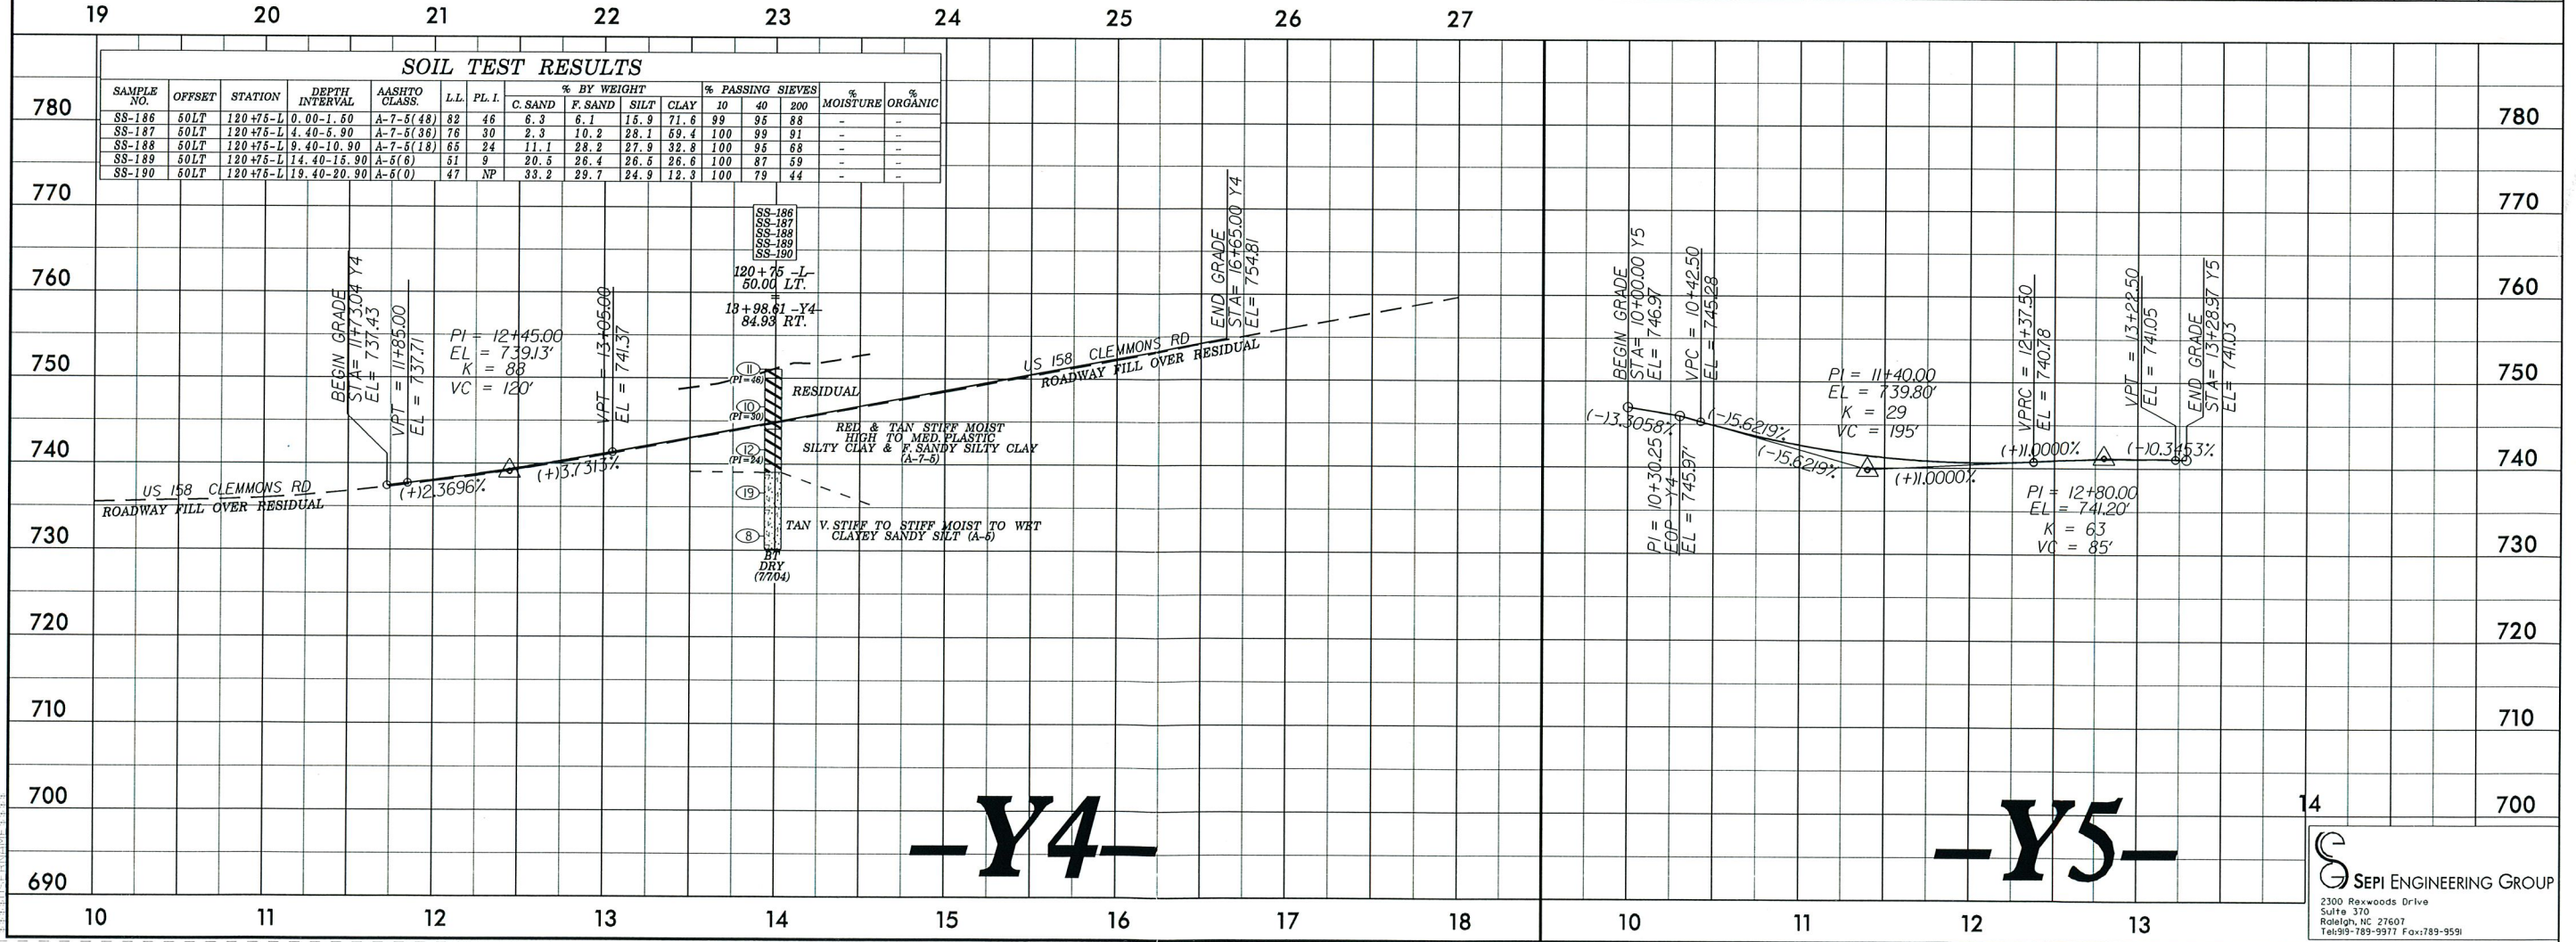 19 20 21 22 23 24 25 26 27
SOIL TEST RESULTS
SAMPLE NO. OFFSET STATION DEPTH INTERVAL AASHTO CLASS. L.L. PL. I. % BY WEIGHT % PASSING SIEVES % MOISTURE % ORGANIC
C. SAND F. SAND SILT CLAY 10 40 200
SS-186 50LT 120+75-L 0.00-1.50 A-7-5(48) 82 46 6.3 6.1 15.9 71.6 99 95 88 - -
SS-187 50LT 120+75-L 4.40-5.90 A-7-5(36) 76 30 2.3 10.2 28.1 59.4 100 99 91 - -
SS-188 50LT 120+75-L 9.40-10.90 A-7-5(18) 65 24 11.1 28.2 27.9 32.8 100 95 68 - -
SS-189 50LT 120+75-L 14.40-15.90 A-5(6) 51 9 20.5 26.4 26.5 26.6 100 87 59 - -
SS-190 50LT 120+75-L 19.40-20.90 A-5(0) 47 NP 33.2 29.7 24.9 12.3 100 79 44 - -
780
770
760
750
740
730
720
710
700
690
SS-186
SS-187
SS-188
SS-189
SS-190
120+75 -L-
50.00 LT.
=
13+98.61 -Y4-
84.93 RT.
BEGIN GRADE
STA= 11+73.04 Y4
EL= 737.43
VPT = 11+85.00
EL = 737.71
PI = 12+45.00
EL = 739.13'
K = 88
VC = 120'
VPT = 13+05.00
EL = 741.37
END GRADE
STA= 16+65.00 Y4
EL= 754.81
US 158 CLEMMONS RD
ROADWAY FILL OVER RESIDUAL
(+)2.3696%
(+)3.7313%
US 158 CLEMMONS RD
ROADWAY FILL OVER RESIDUAL
11
(PI=46)
10
(PI=30)
12
(PI=24)
19
8
RESIDUAL
RED & TAN STIFF MOIST
HIGH TO MED. PLASTIC
SILTY CLAY & F. SANDY SILTY CLAY
(A-7-5)
TAN V. STIFF TO STIFF MOIST TO WET
CLAYEY SANDY SILT (A-5)
BT
DRY
(7/7/04)
-Y4-
10 11 12 13 14 15 16 17 18
BEGIN GRADE
STA= 10+00.00 Y5
EL= 746.97
VPC = 10+42.50
EL = 745.28
(-)3.3058%
PI = 10+30.25
EOP -Y4-
EL = 745.97'
(-)5.6219%
(-)5.6219%
PI = 11+40.00
EL = 739.80'
K = 29
VC = 195'
(+)1.0000%
VPRC = 12+37.50
EL = 740.78
(+)1.0000%
PI = 12+80.00
EL = 741.20'
K = 63
VC = 85'
VPT = 13+22.50
EL = 741.05
(-)0.3453%
END GRADE
STA= 13+28.97 Y5
EL= 741.03
-Y5-
10 11 12 13
14
780
770
760
750
740
730
720
710
700
SEPI ENGINEERING GROUP
2300 Rexwoods Drive
Suite 370
Raleigh, NC 27607
Tel:919-789-9977 Fax:789-9591